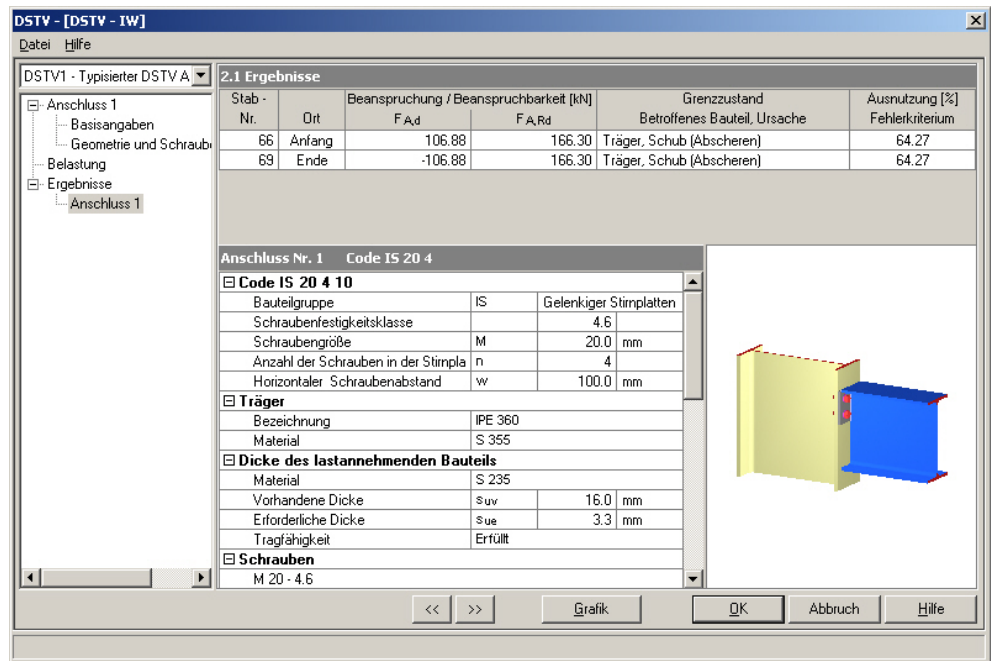 DSTV - [DSTV - IW]
Datei Hilfe
DSTV1 - Typisierter DSTV A
Anschluss 1
Basisangaben
Geometrie und Schraub
Belastung
Ergebnisse
Anschluss 1
2.1 Ergebnisse
Stab - Nr. Ort Beanspruchung / Beanspruchbarkeit [kN] Grenzzustand Ausnutzung [%]
F A,d F A,Rd Betroffenes Bauteil, Ursache Fehlerkriterium
66 Anfang 106.88 166.30 Träger, Schub (Abscheren) 64.27
69 Ende -106.88 166.30 Träger, Schub (Abscheren) 64.27
Anschluss Nr. 1 Code IS 20 4
Code IS 20 4 10
Bauteilgruppe IS Gelenkiger Stirnplatten
Schraubenfestigkeitsklasse 4.6
Schraubengröße M 20.0 mm
Anzahl der Schrauben in der Stirnpla n 4
Horizontaler Schraubenabstand w 100.0 mm
Träger
Bezeichnung IPE 360
Material S 355
Dicke des lastannehmenden Bauteils
Material S 235
Vorhandene Dicke s uv 16.0 mm
Erforderliche Dicke s ue 3.3 mm
Tragfähigkeit Erfüllt
Schrauben
M 20 - 4.6
<< >> Grafik OK Abbruch Hilfe